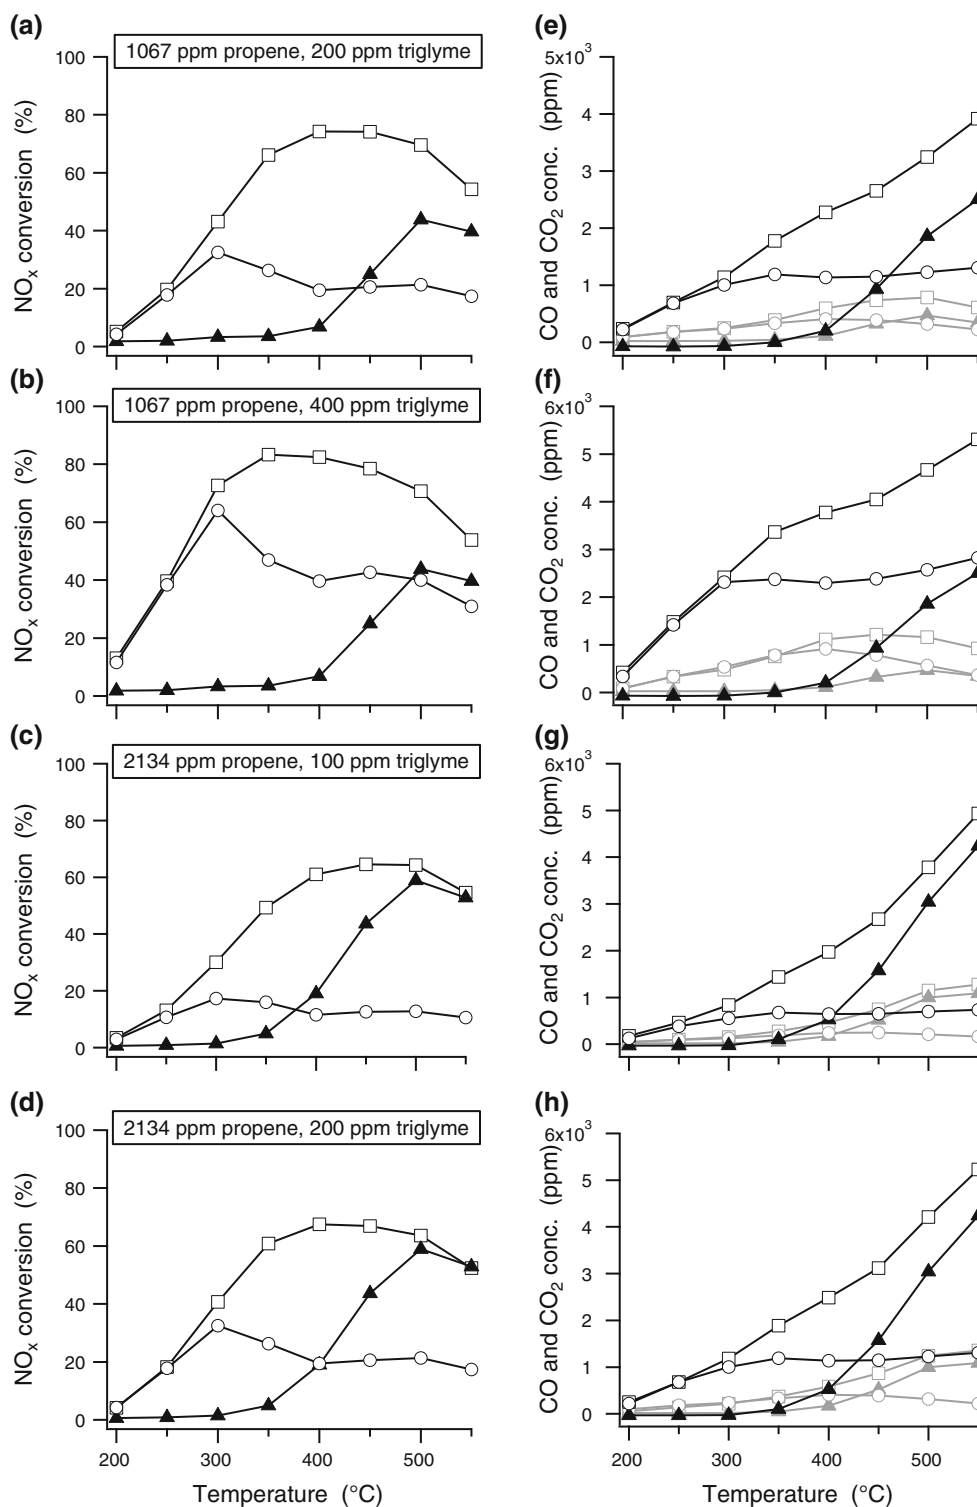 (a)
1067 ppm propene, 200 ppm triglyme
100
80
60
40
20
0
NOx conversion (%)
(e)
5x10³
4
3
2
1
0
CO and CO₂ conc. (ppm)
(b)
1067 ppm propene, 400 ppm triglyme
100
80
60
40
20
0
NOx conversion (%)
(f)
6x10³
5
4
3
2
1
0
CO and CO₂ conc. (ppm)
(c)
2134 ppm propene, 100 ppm triglyme
100
80
60
40
20
0
NOx conversion (%)
(g)
6x10³
5
4
3
2
1
0
CO and CO₂ conc. (ppm)
(d)
2134 ppm propene, 200 ppm triglyme
100
80
60
40
20
0
NOx conversion (%)
200 300 400 500
Temperature (°C)
(h)
6x10³
5
4
3
2
1
0
CO and CO₂ conc. (ppm)
200 300 400 500
Temperature (°C)